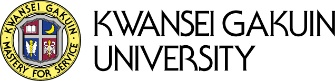 KWANSEI GAKUIN
MASTERY FOR SERVICE
KWANSEI GAKUIN
UNIVERSITY